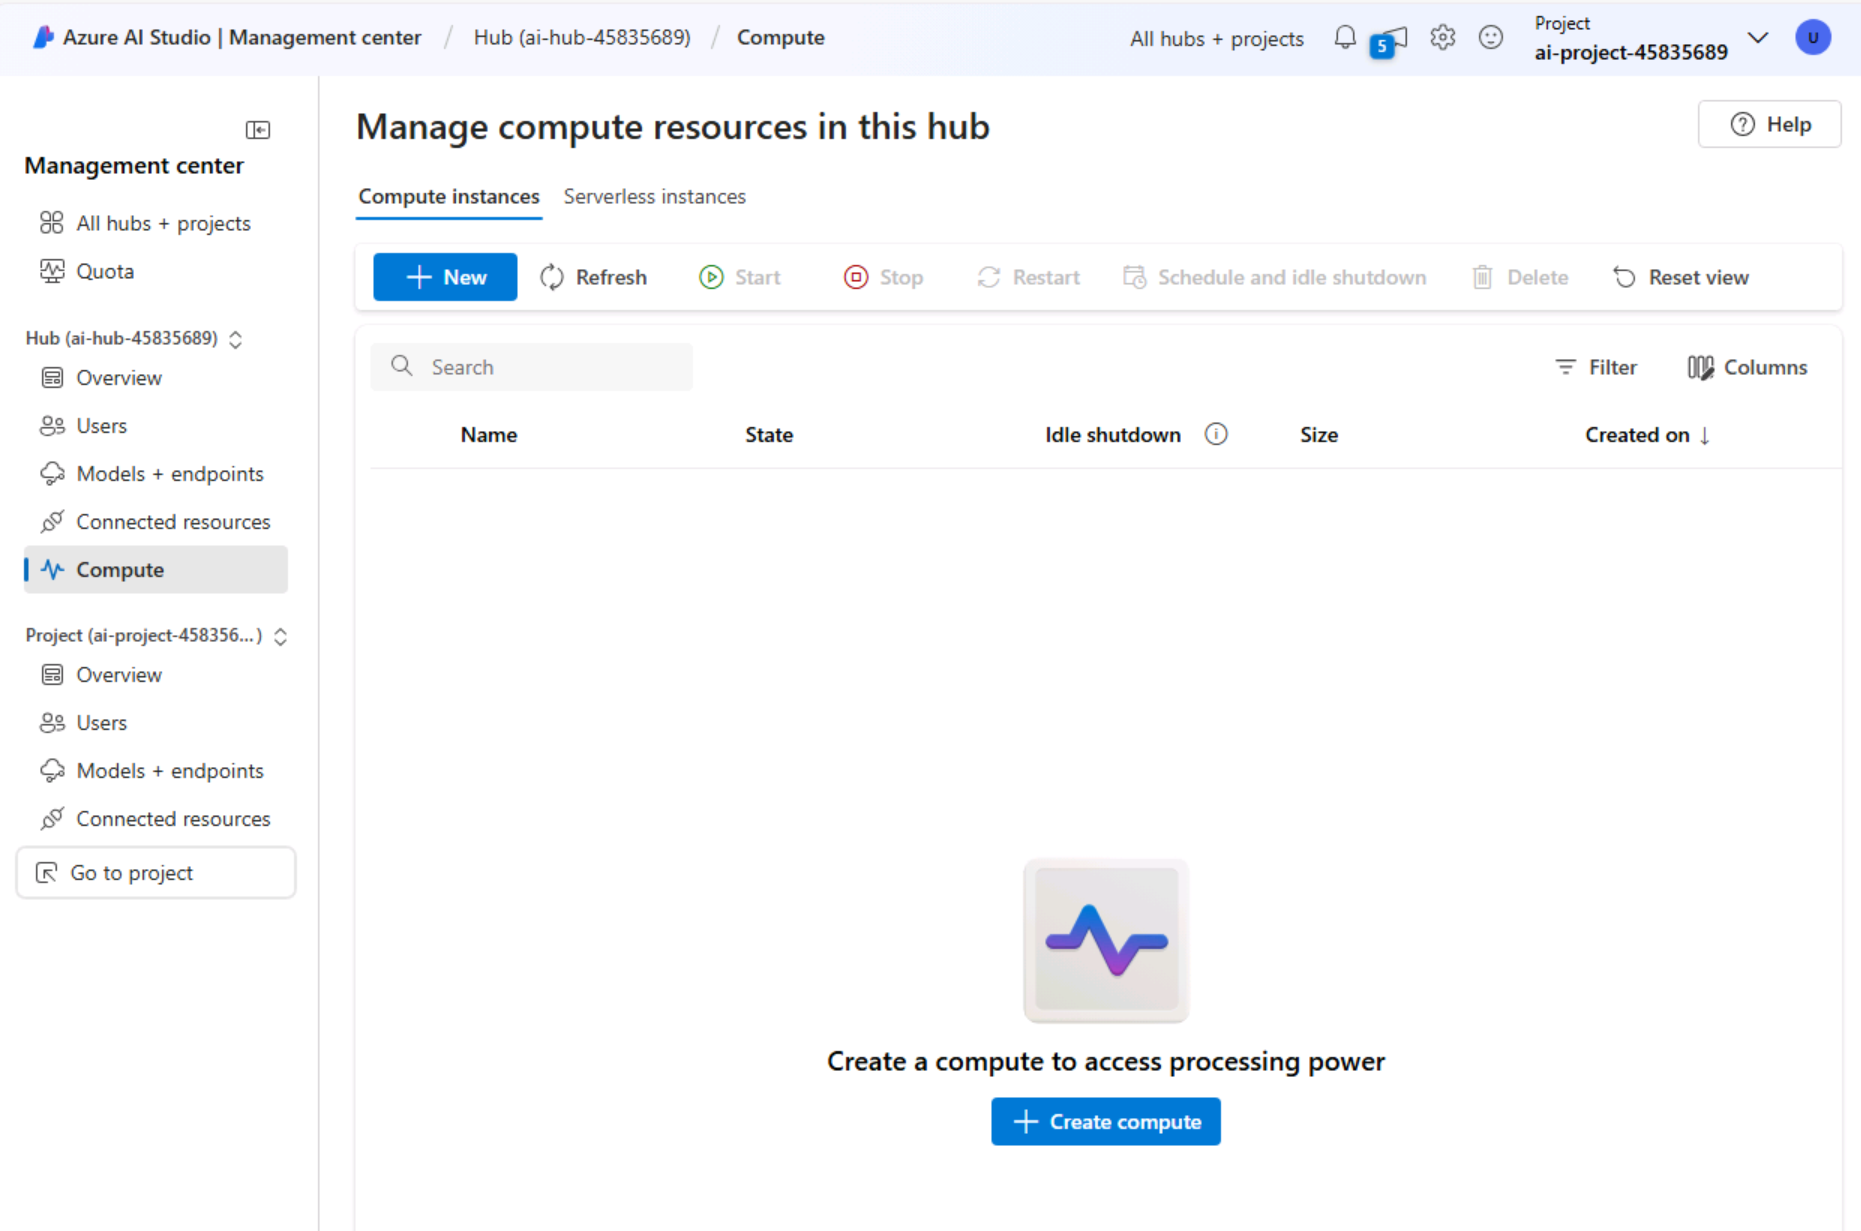 Azure AI Studio | Management center / Hub (ai-hub-45835689) / Compute
All hubs + projects
5
Project
ai-project-45835689
U
Management center
All hubs + projects
Quota
Hub (ai-hub-45835689)
Overview
Users
Models + endpoints
Connected resources
Compute
Project (ai-project-458356...)
Overview
Users
Models + endpoints
Connected resources
Go to project
Manage compute resources in this hub
Help
Compute instances Serverless instances
New Refresh Start Stop Restart Schedule and idle shutdown Delete Reset view
Search Filter Columns
Name State Idle shutdown Size Created on ↓
Create a compute to access processing power
Create compute